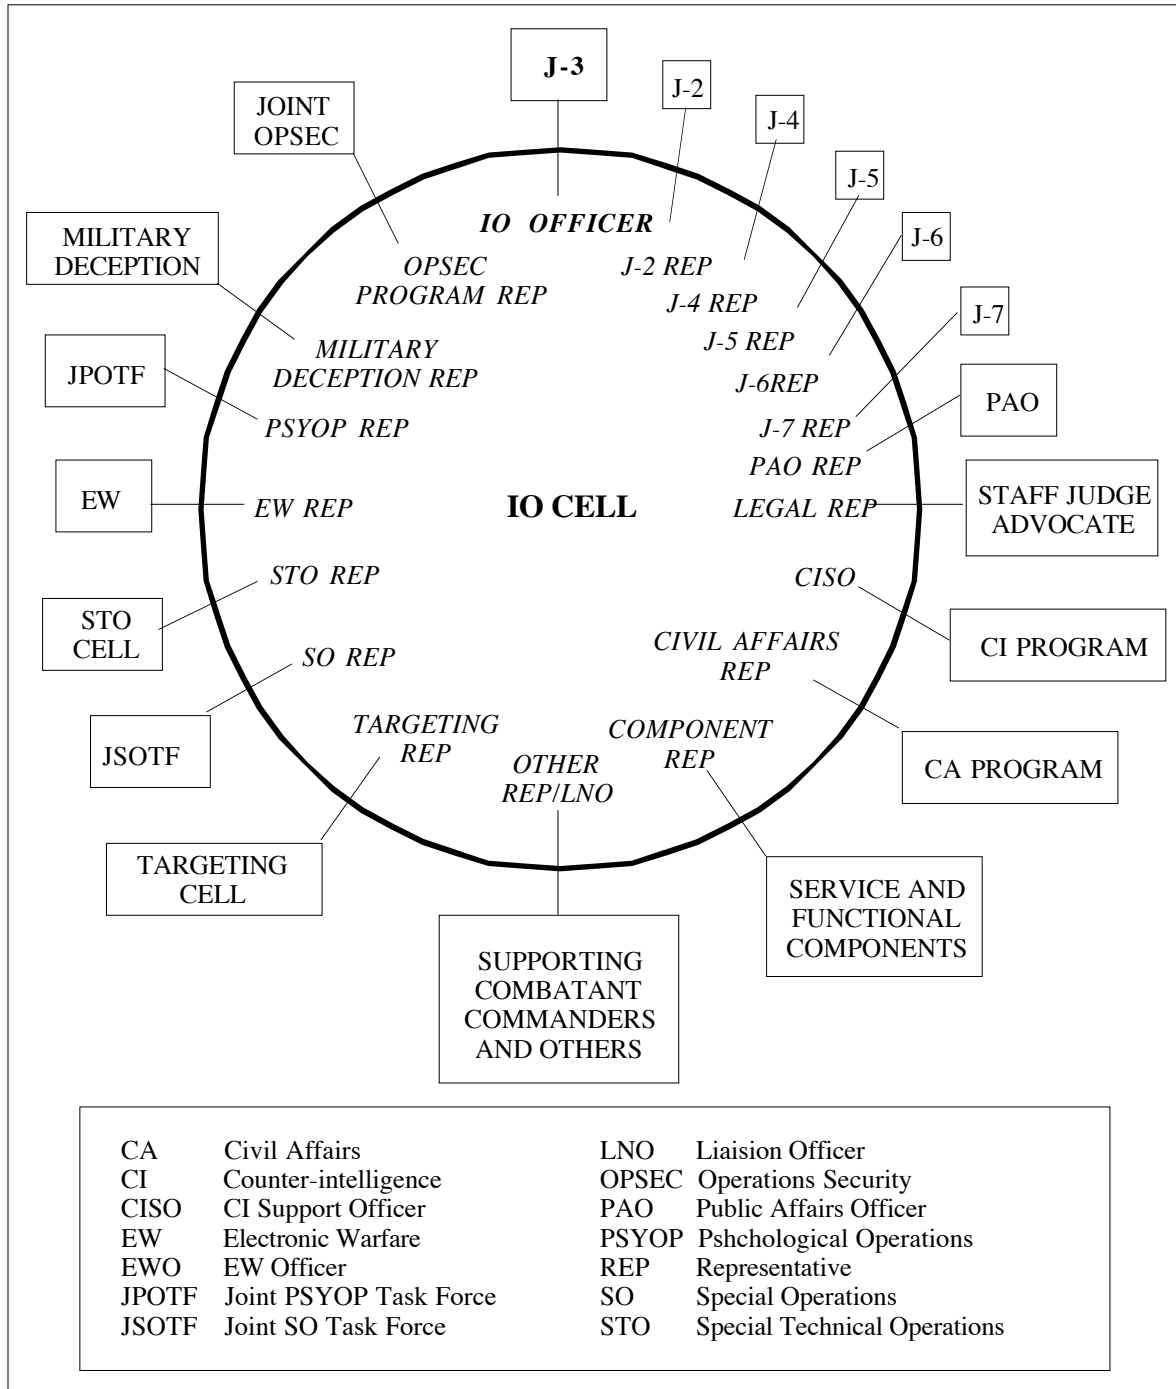 J-3
J-2
JOINT
OPSEC
J-4
J-5
MILITARY
DECEPTION
IO OFFICER
J-6
OPSEC
PROGRAM REP
J-2 REP
J-4 REP
J-7
MILITARY
DECEPTION REP
J-5 REP
JPOTF
J-6REP
PAO
PSYOP REP
J-7 REP
PAO REP
EW
EW REP
IO CELL
LEGAL REP
STAFF JUDGE
ADVOCATE
STO REP
CISO
STO
CELL
CIVIL AFFAIRS
REP
CI PROGRAM
SO REP
JSOTF
TARGETING
REP
COMPONENT
REP
OTHER
REP/LNO
CA PROGRAM
TARGETING
CELL
SERVICE AND
FUNCTIONAL
COMPONENTS
SUPPORTING
COMBATANT
COMMANDERS
AND OTHERS
CA Civil Affairs
CI Counter-intelligence
CISO CI Support Officer
EW Electronic Warfare
EWO EW Officer
JPOTF Joint PSYOP Task Force
JSOTF Joint SO Task Force
LNO Liaision Officer
OPSEC Operations Security
PAO Public Affairs Officer
PSYOP Pshchological Operations
REP Representative
SO Special Operations
STO Special Technical Operations